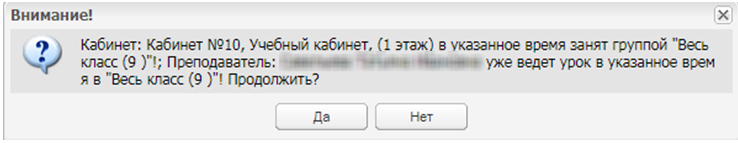 Внимание!
Кабинет: Кабинет №10, Учебный кабинет, (1 этаж) в указанное время занят группой "Весь
класс (9 )"!; Преподаватель: уже ведет урок в указанное врем
я в "Весь класс (9 )"! Продолжить?
Да
Нет